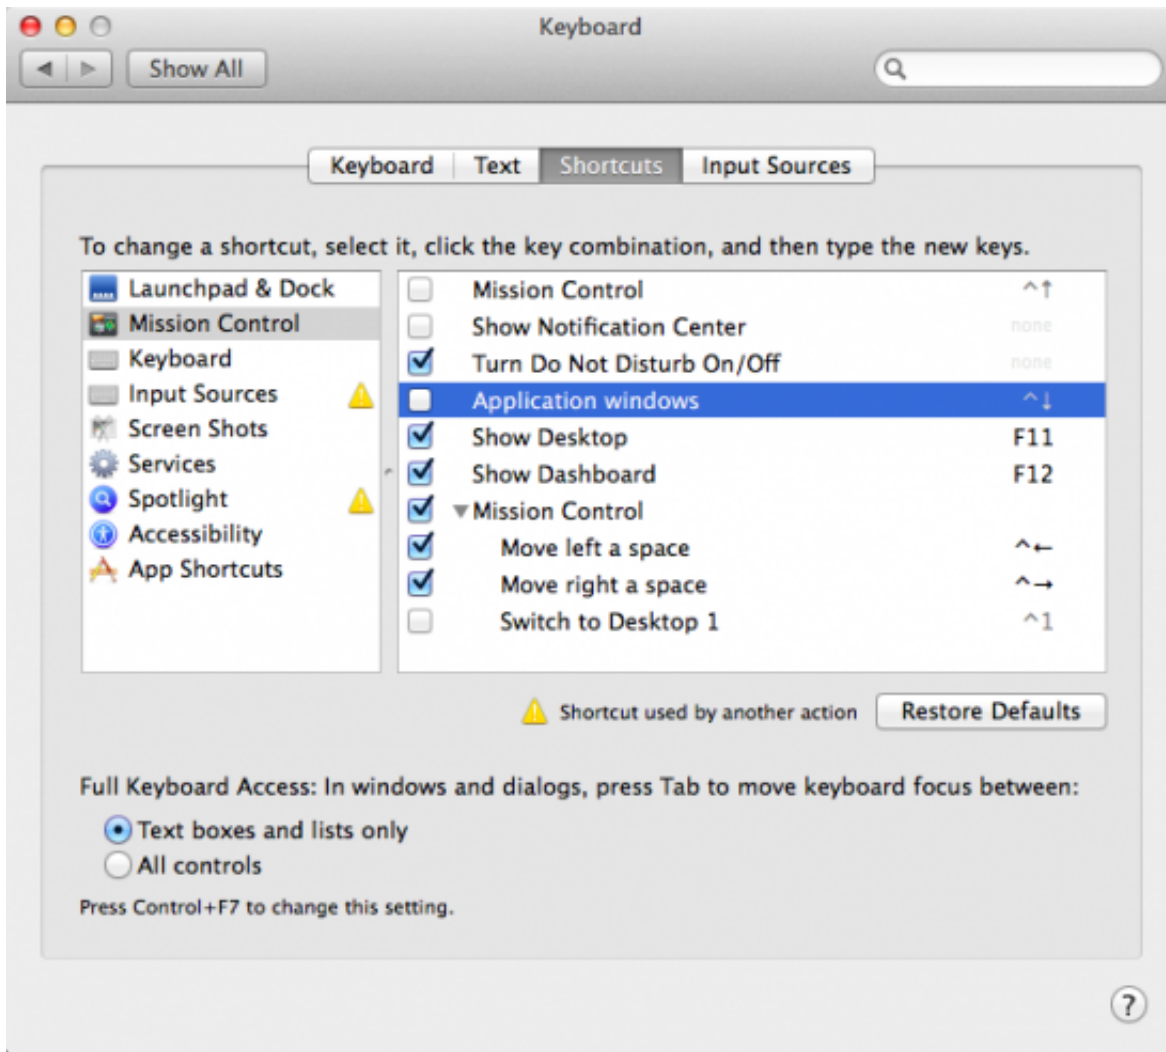 Keyboard
Show All
Keyboard Text Shortcuts Input Sources
To change a shortcut, select it, click the key combination, and then type the new keys.
Launchpad & Dock
Mission Control
Keyboard
Input Sources
Screen Shots
Services
Spotlight
Accessibility
App Shortcuts
Mission Control ^↑
Show Notification Center none
Turn Do Not Disturb On/Off none
Application windows ^↓
Show Desktop F11
Show Dashboard F12
Mission Control
Move left a space ^←
Move right a space ^→
Switch to Desktop 1 ^1
Shortcut used by another action Restore Defaults
Full Keyboard Access: In windows and dialogs, press Tab to move keyboard focus between:
Text boxes and lists only
All controls
Press Control+F7 to change this setting.
?